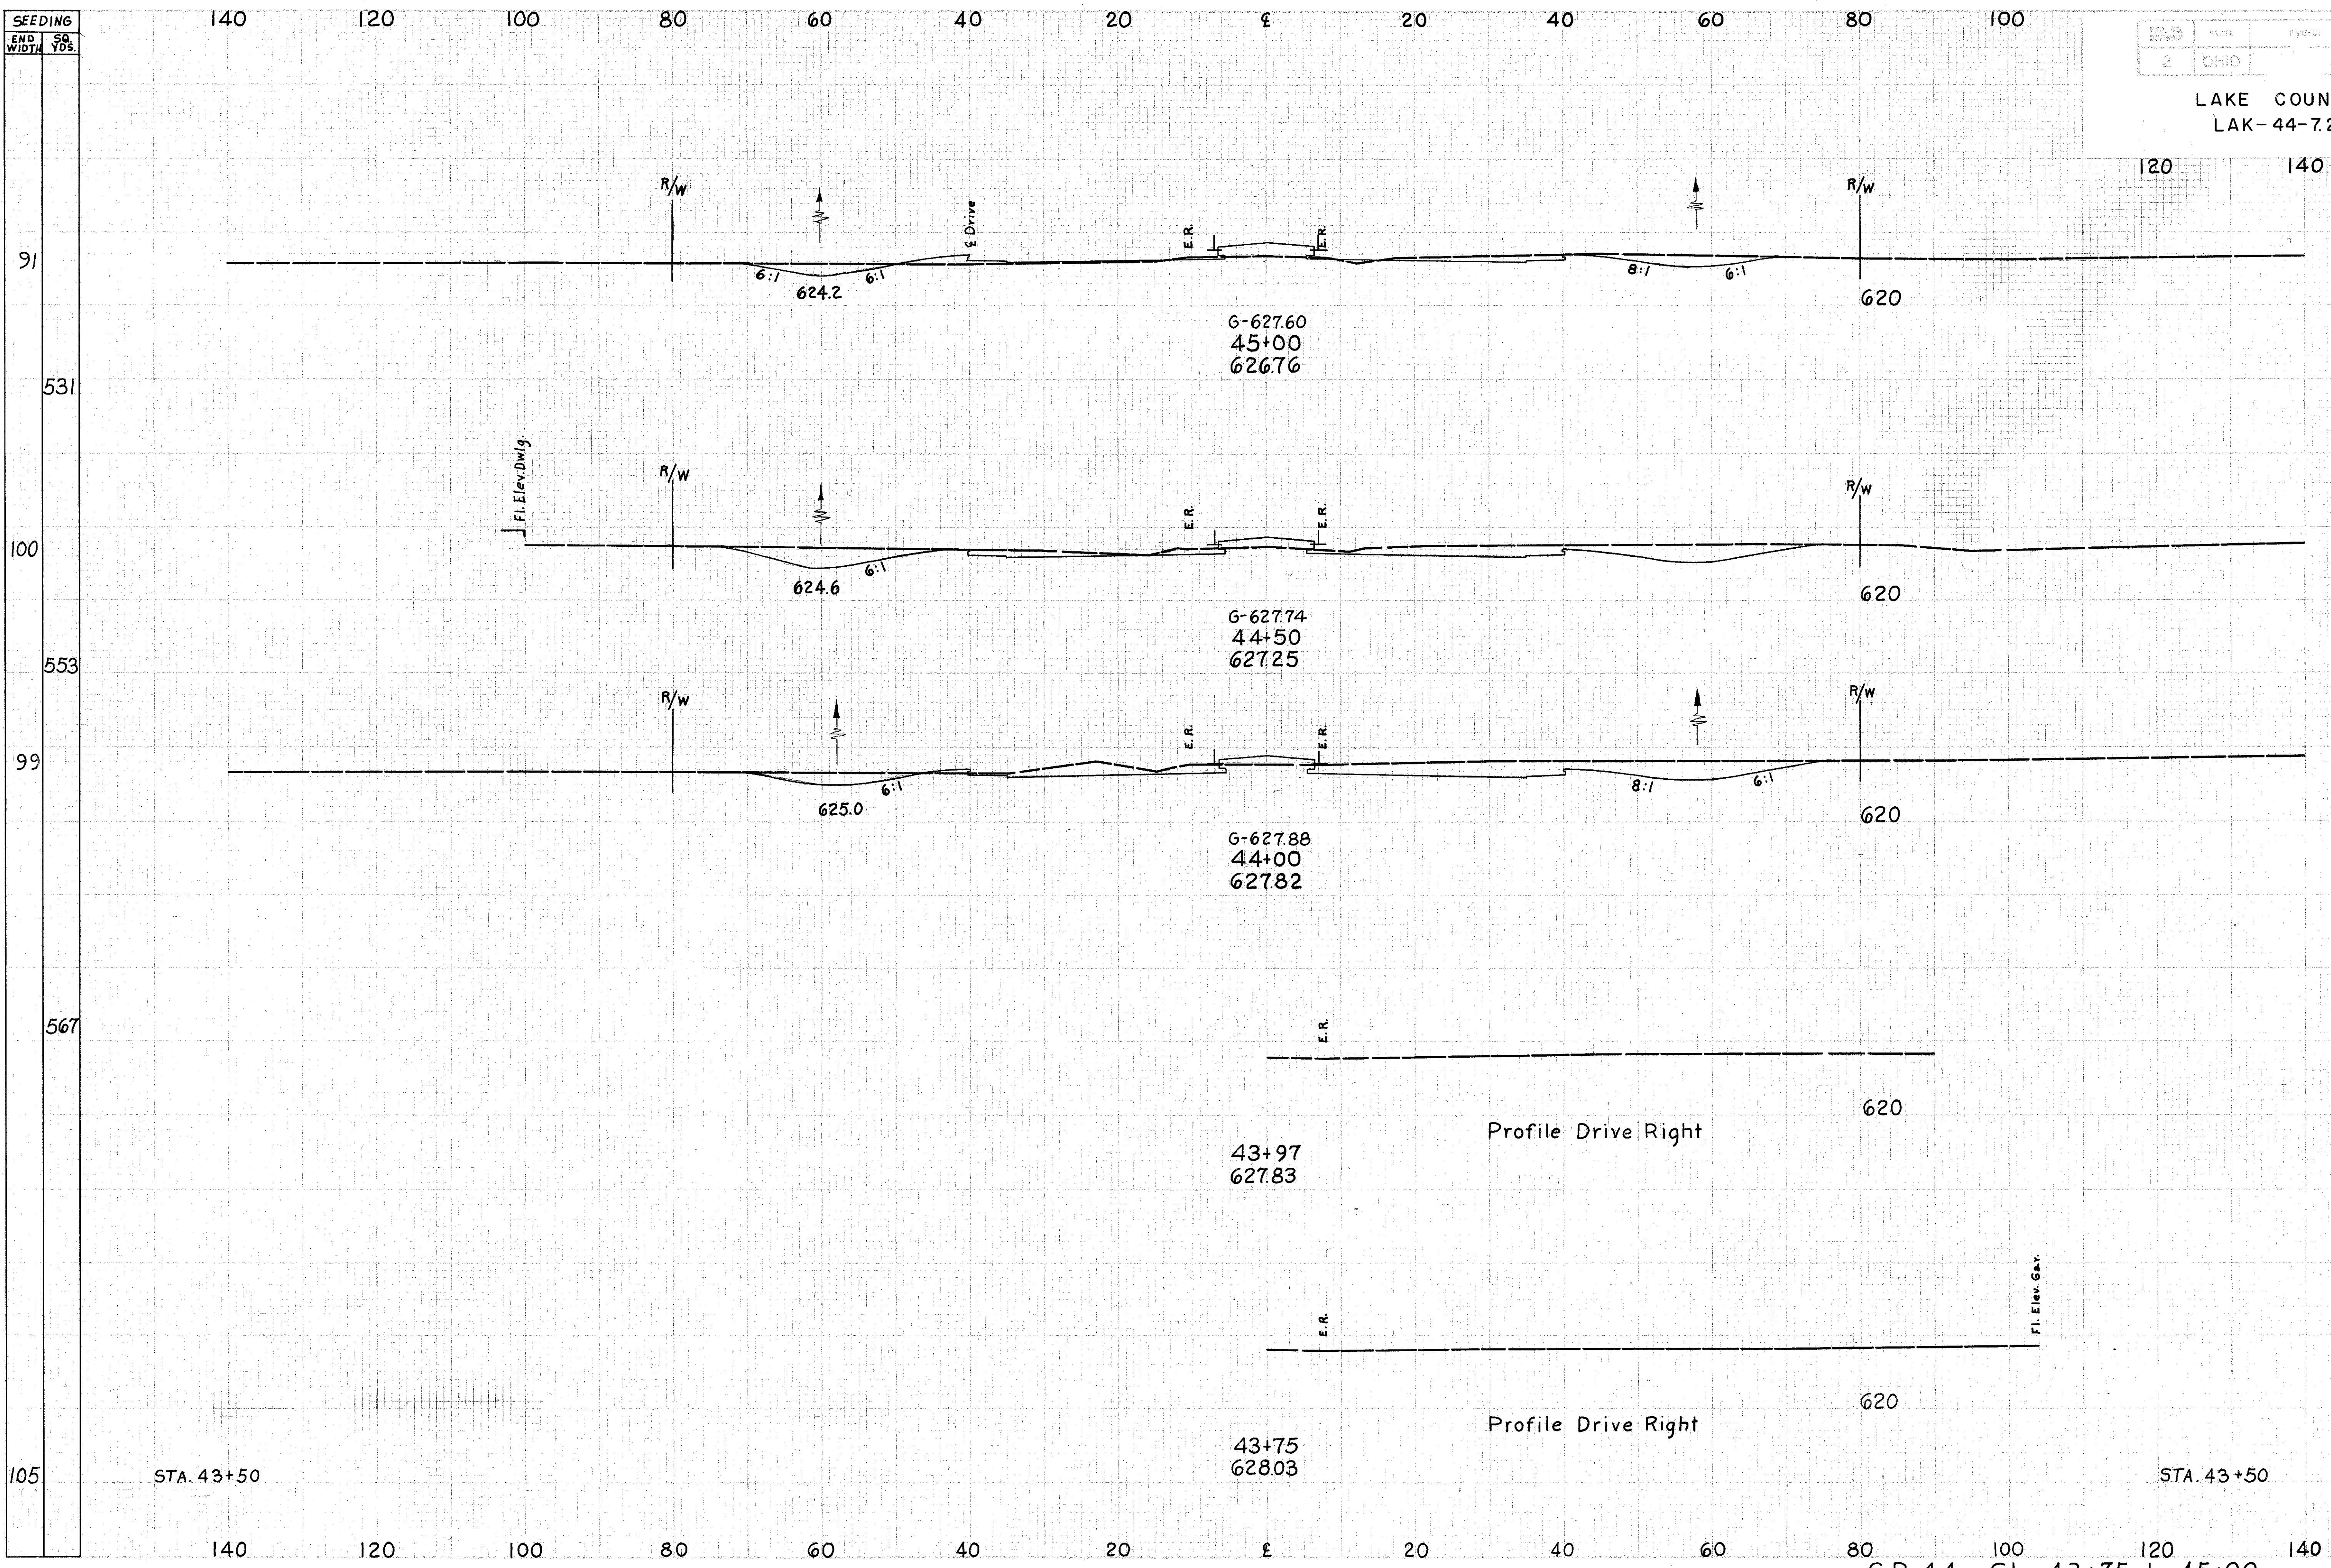 SEEDING
END WIDTH SQ. YDS.
140 120 100 80 60 40 20 ℄ 20 40 60 80 100
2 OHIO
LAKE COUN
LAK-44-7.2
120 140
R/W ℄ Drive E.R. E.R. R/W
91
6:1 6:1 8:1 6:1
624.2 620
G-627.60
45+00
626.76
531
Fl. Elev. Dwlg. R/W E.R. E.R. R/W
100
6:1
624.6 620
G-627.74
44+50
627.25
553
R/W E.R. E.R. R/W
99
6:1 8:1 6:1
625.0 620
G-627.88
44+00
627.82
567
E.R.
620
Profile Drive Right
43+97
627.83
E.R. Fl. Elev. Gar.
620
Profile Drive Right
43+75
628.03
105 STA. 43+50 STA. 43+50
140 120 100 80 60 40 20 ℄ 20 40 60 80 100 120 140